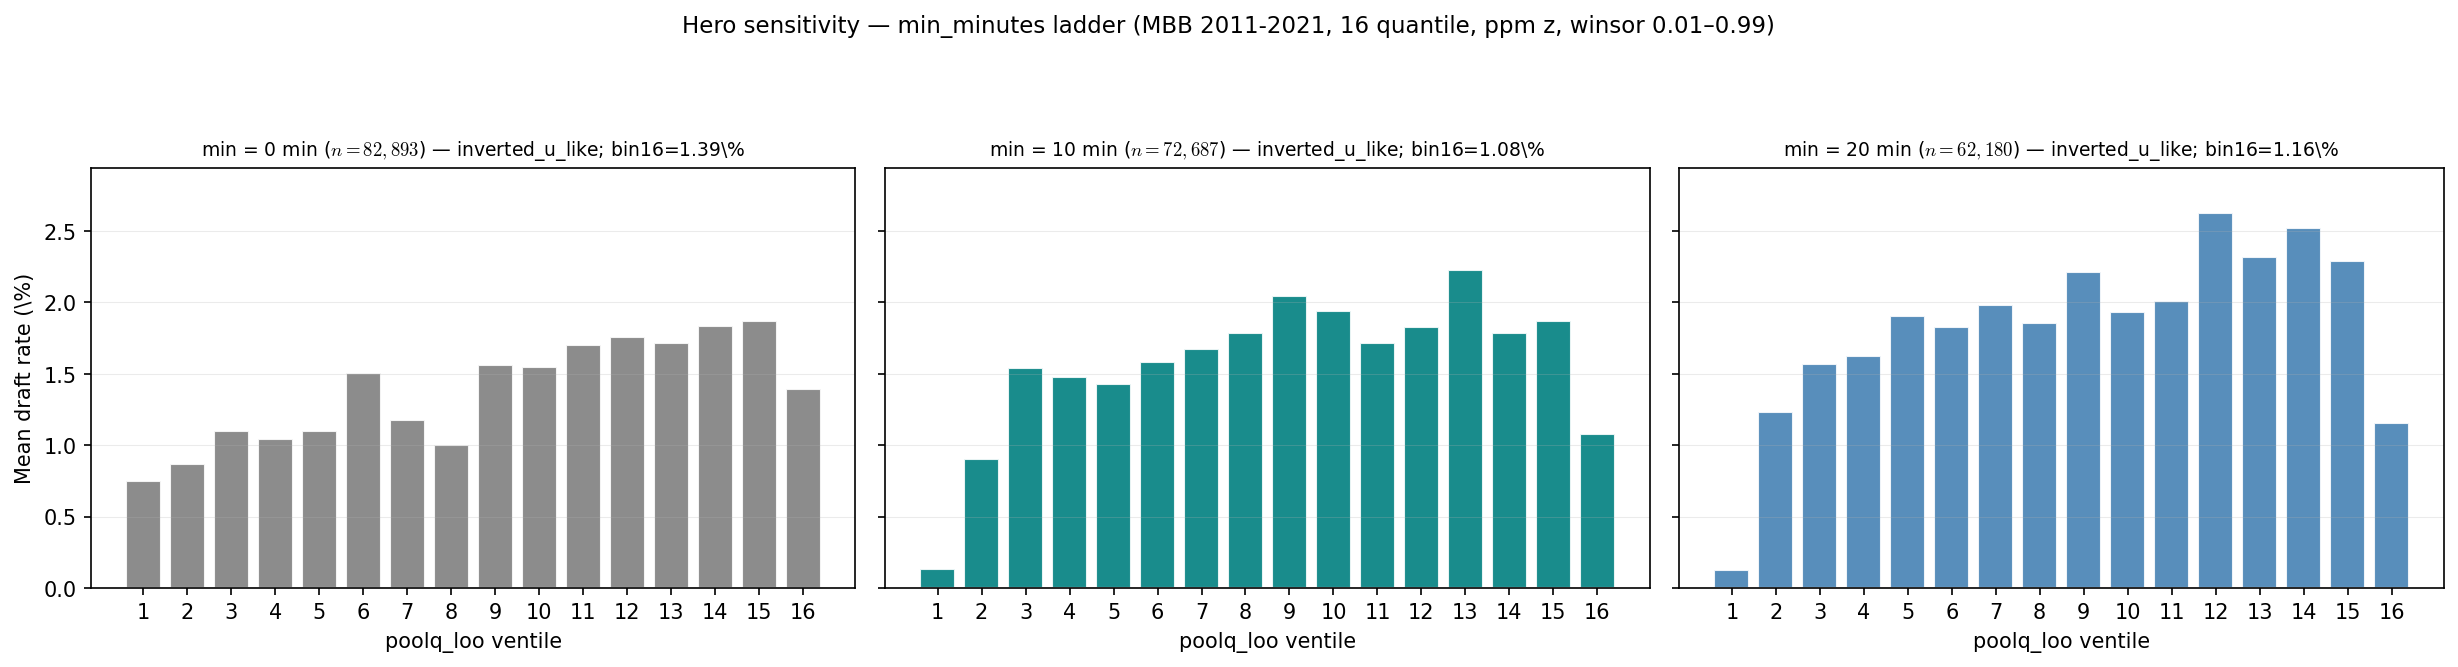 Hero sensitivity — min_minutes ladder (MBB 2011-2021, 16 quantile, ppm z, winsor 0.01–0.99)
min = 0 min (n = 82,893) — inverted_u_like; bin16=1.39\%
min = 10 min (n = 72,687) — inverted_u_like; bin16=1.08\%
min = 20 min (n = 62,180) — inverted_u_like; bin16=1.16\%
Mean draft rate (\%)
2.5
2.0
1.5
1.0
0.5
0.0
1 2 3 4 5 6 7 8 9 10 11 12 13 14 15 16
poolq_loo ventile
1 2 3 4 5 6 7 8 9 10 11 12 13 14 15 16
poolq_loo ventile
1 2 3 4 5 6 7 8 9 10 11 12 13 14 15 16
poolq_loo ventile